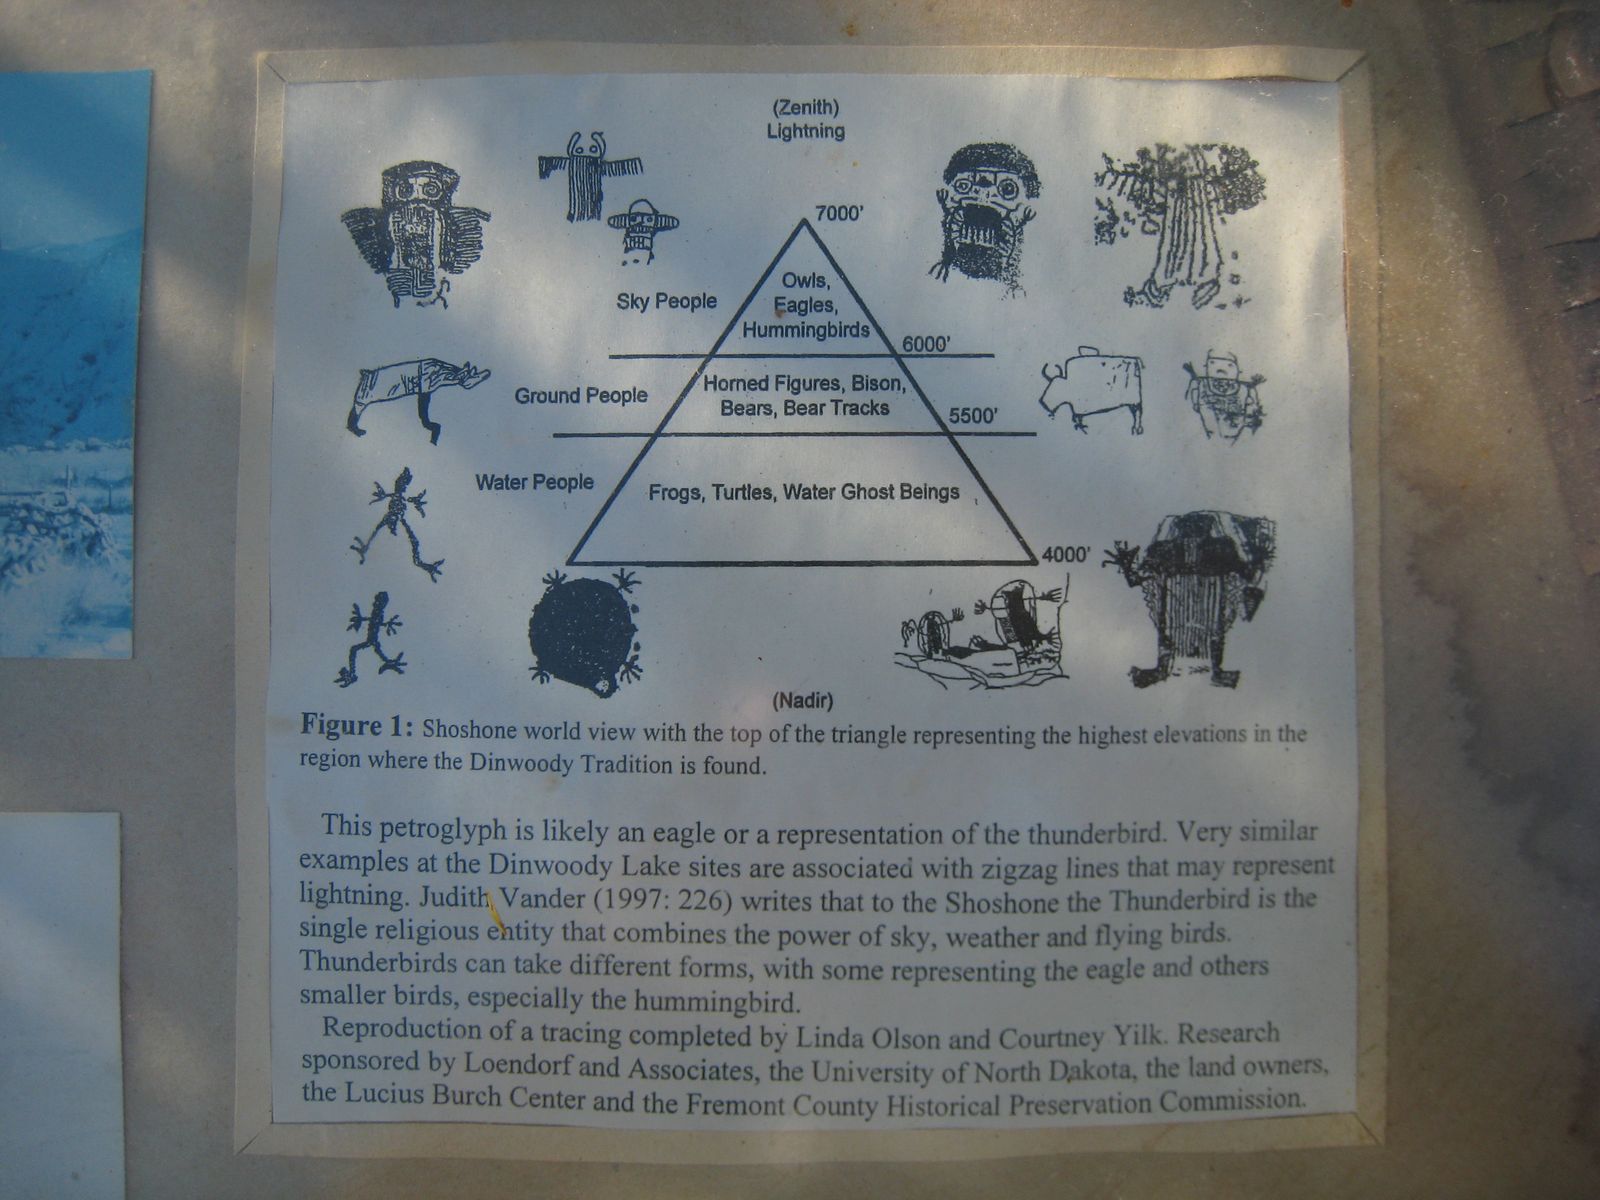 (Zenith)
Lightning
7000'
Owls,
Eagles,
Hummingbirds
Sky People
6000'
Horned Figures, Bison,
Bears, Bear Tracks
Ground People
5500'
Water People
Frogs, Turtles, Water Ghost Beings
4000'
(Nadir)
Figure 1: Shoshone world view with the top of the triangle representing the highest elevations in the
region where the Dinwoody Tradition is found.
This petroglyph is likely an eagle or a representation of the thunderbird. Very similar
examples at the Dinwoody Lake sites are associated with zigzag lines that may represent
lightning. Judith Vander (1997: 226) writes that to the Shoshone the Thunderbird is the
single religious entity that combines the power of sky, weather and flying birds.
Thunderbirds can take different forms, with some representing the eagle and others
smaller birds, especially the hummingbird.
Reproduction of a tracing completed by Linda Olson and Courtney Yilk. Research
sponsored by Loendorf and Associates, the University of North Dakota, the land owners,
the Lucius Burch Center and the Fremont County Historical Preservation Commission.